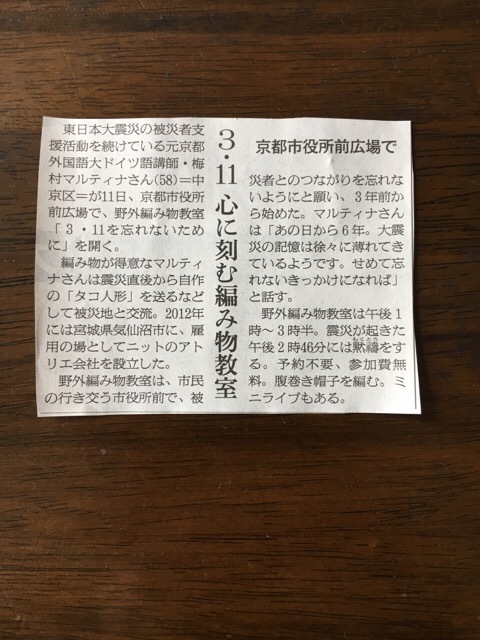 京都市役所前広場で
3・11 心に刻む編み物教室
東日本大震災の被災者支
援活動を続けている元京都
外国語大ドイツ語講師・梅
村マルティナさん(58)=中
京区=が11日、京都市役所
前広場で、野外編み物教室
「3・11を忘れないため
に」を開く。
編み物が得意なマルティ
ナさんは震災直後から自作
の「タコ人形」を送るなど
して被災地と交流。2012年
には宮城県気仙沼市に、雇
用の場としてニットのアト
リエ会社を設立した。
野外編み物教室は、市民
の行き交う市役所前で、被
災者とのつながりを忘れな
いようにと願い、3年前か
ら始めた。マルティナさん
は「あの日から6年。大震
災の記憶は徐々に薄れてき
ているようです。せめて忘
れないきっかけになれば」
と話す。
野外編み物教室は午後1
時〜3時半。震災が起きた
午後2時46分には黙禱をす
る。予約不要、参加費無
料。腹巻き帽子を編む。ミ
ニライブもある。